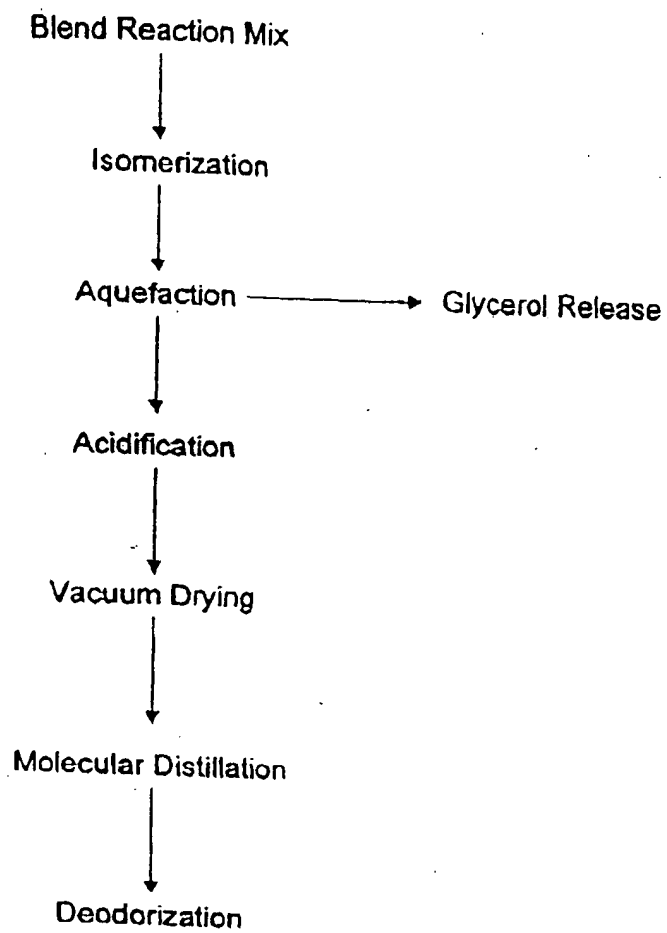 Blend Reaction Mix
Isomerization
Aquefaction
Glycerol Release
Acidification
Vacuum Drying
Molecular Distillation
Deodorization